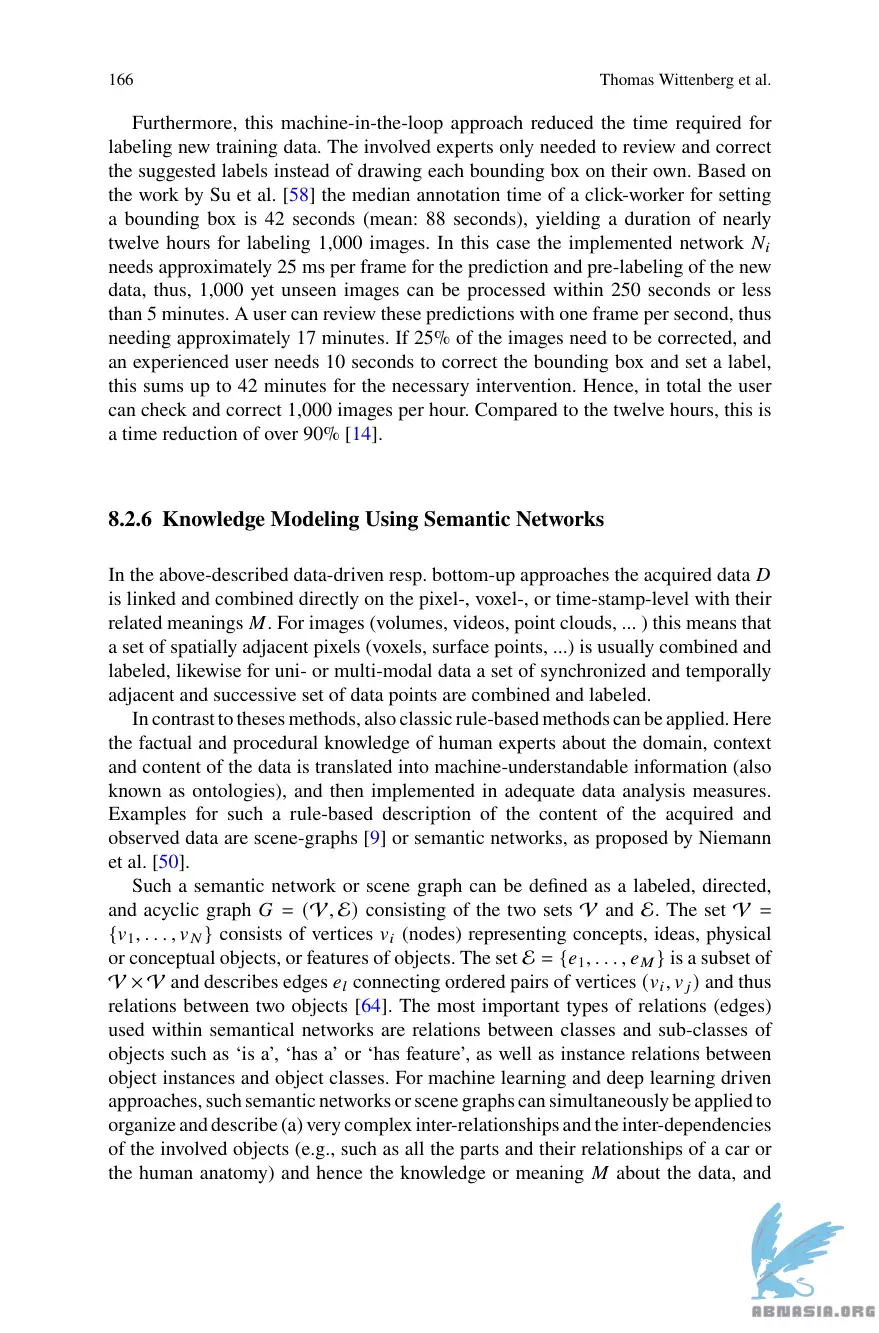 166
Thomas Wittenberg et al.
Furthermore, this machine-in-the-loop approach reduced the time required for
labeling new training data. The involved experts only needed to review and correct
the suggested labels instead of drawing each bounding box on their own. Based on
the work by Su et al. [58] the median annotation time of a click-worker for setting
a bounding box is 42 seconds (mean: 88 seconds), yielding a duration of nearly
twelve hours for labeling 1,000 images. In this case the implemented network Nᵢ
needs approximately 25 ms per frame for the prediction and pre-labeling of the new
data, thus, 1,000 yet unseen images can be processed within 250 seconds or less
than 5 minutes. A user can review these predictions with one frame per second, thus
needing approximately 17 minutes. If 25% of the images need to be corrected, and
an experienced user needs 10 seconds to correct the bounding box and set a label,
this sums up to 42 minutes for the necessary intervention. Hence, in total the user
can check and correct 1,000 images per hour. Compared to the twelve hours, this is
a time reduction of over 90% [14].
8.2.6 Knowledge Modeling Using Semantic Networks
In the above-described data-driven resp. bottom-up approaches the acquired data D
is linked and combined directly on the pixel-, voxel-, or time-stamp-level with their
related meanings M. For images (volumes, videos, point clouds, ... ) this means that
a set of spatially adjacent pixels (voxels, surface points, ...) is usually combined and
labeled, likewise for uni- or multi-modal data a set of synchronized and temporally
adjacent and successive set of data points are combined and labeled.
In contrast to theses methods, also classic rule-based methods can be applied. Here
the factual and procedural knowledge of human experts about the domain, context
and content of the data is translated into machine-understandable information (also
known as ontologies), and then implemented in adequate data analysis measures.
Examples for such a rule-based description of the content of the acquired and
observed data are scene-graphs [9] or semantic networks, as proposed by Niemann
et al. [50].
Such a semantic network or scene graph can be defined as a labeled, directed,
and acyclic graph G = (𝒱, ℰ) consisting of the two sets 𝒱 and ℰ. The set 𝒱 =
{v₁, . . . , v_N} consists of vertices vᵢ (nodes) representing concepts, ideas, physical
or conceptual objects, or features of objects. The set ℰ = {e₁, . . . , e_M} is a subset of
𝒱 × 𝒱 and describes edges e_l connecting ordered pairs of vertices (vᵢ, vⱼ) and thus
relations between two objects [64]. The most important types of relations (edges)
used within semantical networks are relations between classes and sub-classes of
objects such as ‘is a’, ‘has a’ or ‘has feature’, as well as instance relations between
object instances and object classes. For machine learning and deep learning driven
approaches, such semantic networks or scene graphs can simultaneously be applied to
organize and describe (a) very complex inter-relationships and the inter-dependencies
of the involved objects (e.g., such as all the parts and their relationships of a car or
the human anatomy) and hence the knowledge or meaning M about the data, and
ABNASIA.ORG